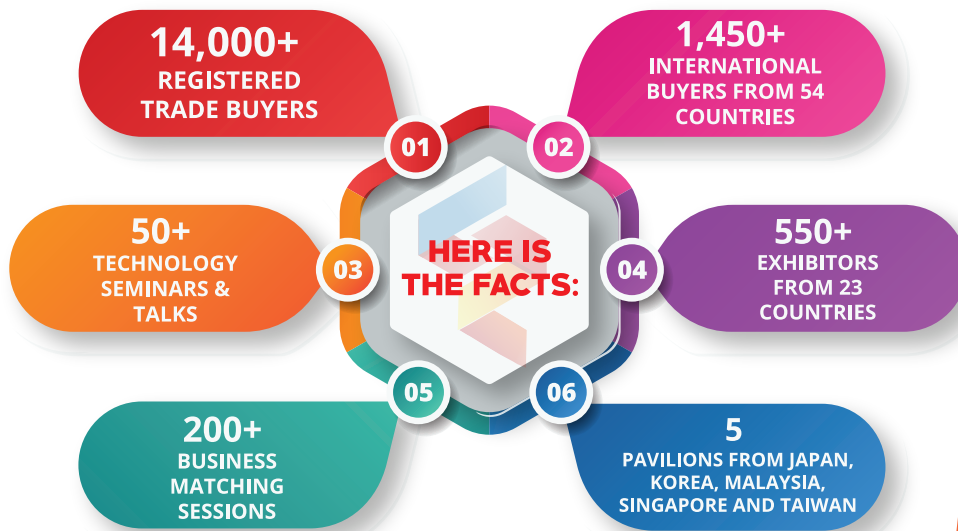 14,000+
REGISTERED
TRADE BUYERS
01
1,450+
INTERNATIONAL
BUYERS FROM 54
COUNTRIES
02
HERE IS
THE FACTS:
50+
TECHNOLOGY
SEMINARS &
TALKS
03
550+
EXHIBITORS
FROM 23
COUNTRIES
04
200+
BUSINESS
MATCHING
SESSIONS
05
5
PAVILIONS FROM JAPAN,
KOREA, MALAYSIA,
SINGAPORE AND TAIWAN
06